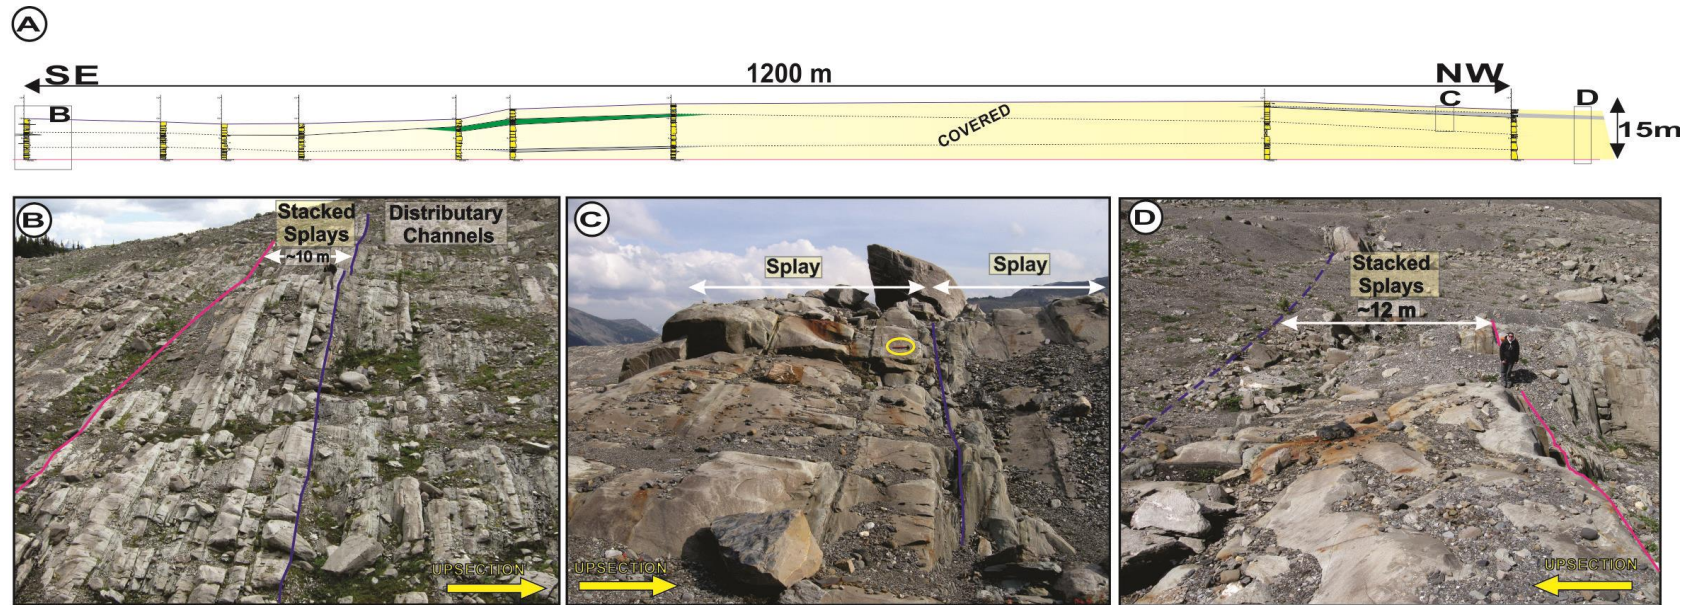 A
SE
1200 m
NW
B
C
D
COVERED
15m
B
Stacked
Splays
~10 m
Distributary
Channels
UPSECTION
C
Splay
Splay
UPSECTION
D
Stacked
Splays
~12 m
UPSECTION